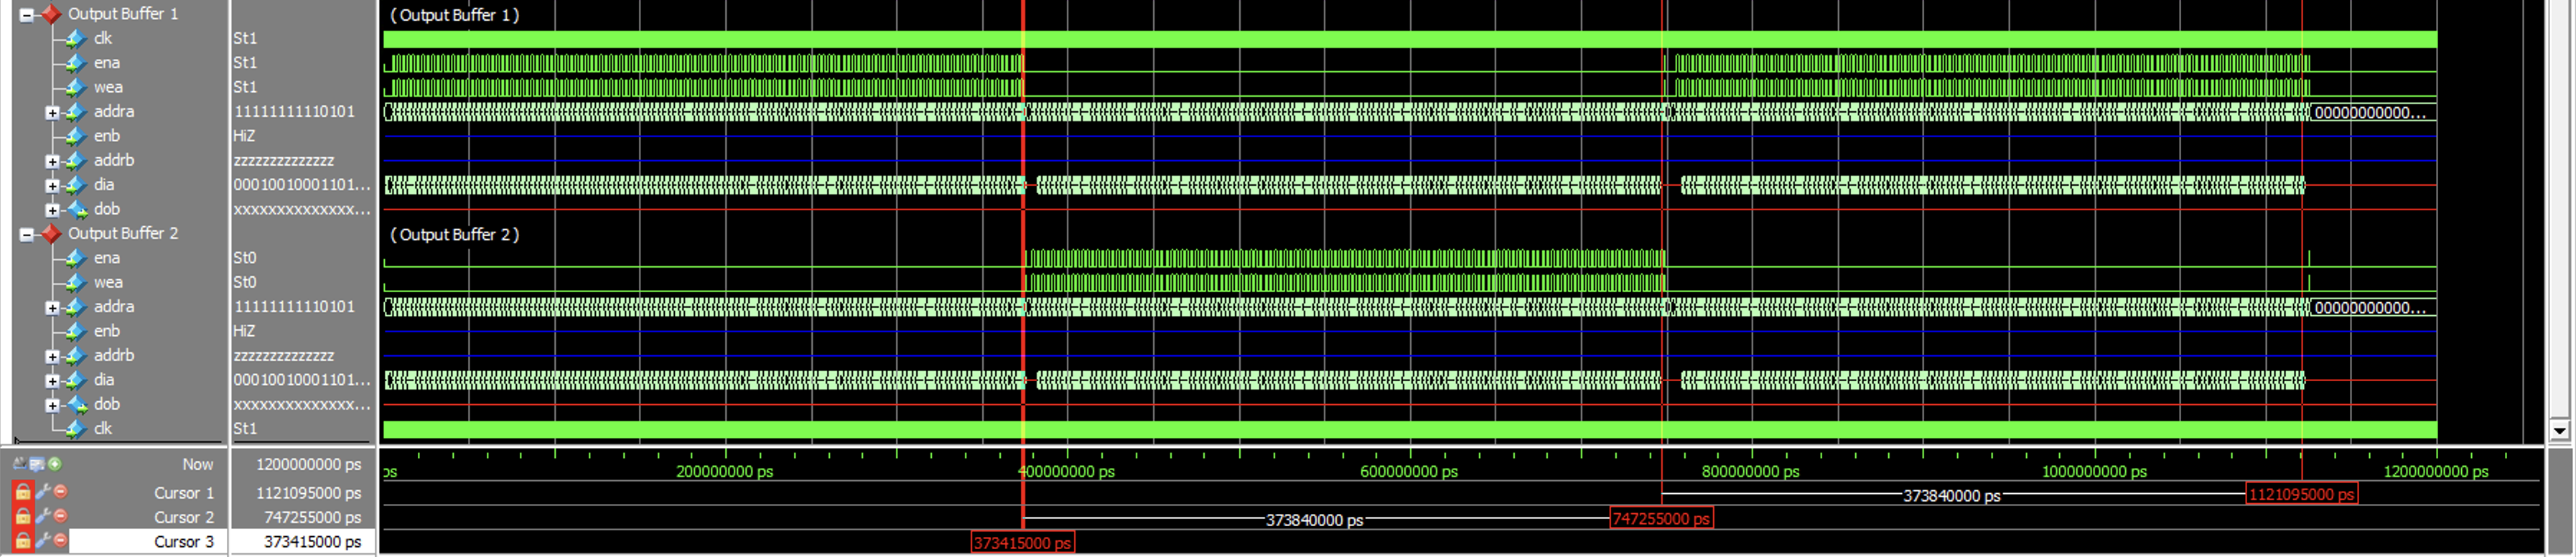 Output Buffer 1 (Output Buffer 1)
clk St1
ena St1
wea St1
addra 11111111110101 00000000000...
enb HiZ
addrb zzzzzzzzzzzzzz
dia 00010010001101...
dob xxxxxxxxxxxxxx...
Output Buffer 2 (Output Buffer 2)
ena St0
wea St0
addra 11111111110101 00000000000...
enb HiZ
addrb zzzzzzzzzzzzzz
dia 00010010001101...
dob xxxxxxxxxxxxxx...
clk St1
Now 1200000000 ps ps 200000000 ps 400000000 ps 600000000 ps 800000000 ps 1000000000 ps 1200000000 ps
Cursor 1 1121095000 ps 373840000 ps 1121095000 ps
Cursor 2 747255000 ps 373840000 ps 747255000 ps
Cursor 3 373415000 ps 373415000 ps